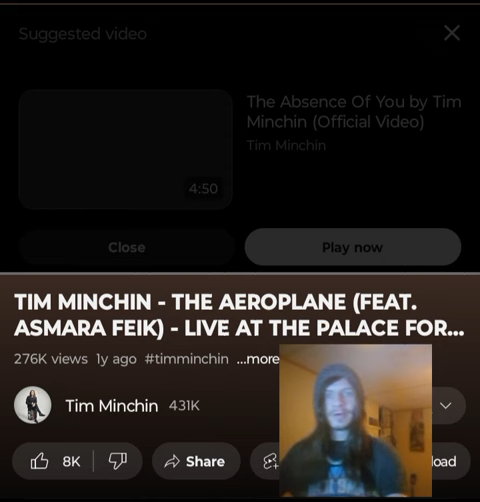 Suggested video
The Absence Of You by Tim
Minchin (Official Video)
Tim Minchin
4:50
Close
Play now
TIM MINCHIN - THE AEROPLANE (FEAT.
ASMARA FEIK) - LIVE AT THE PALACE FOR...
276K views 1y ago #timminchin ...more
Tim Minchin 431K
8K
Share
load